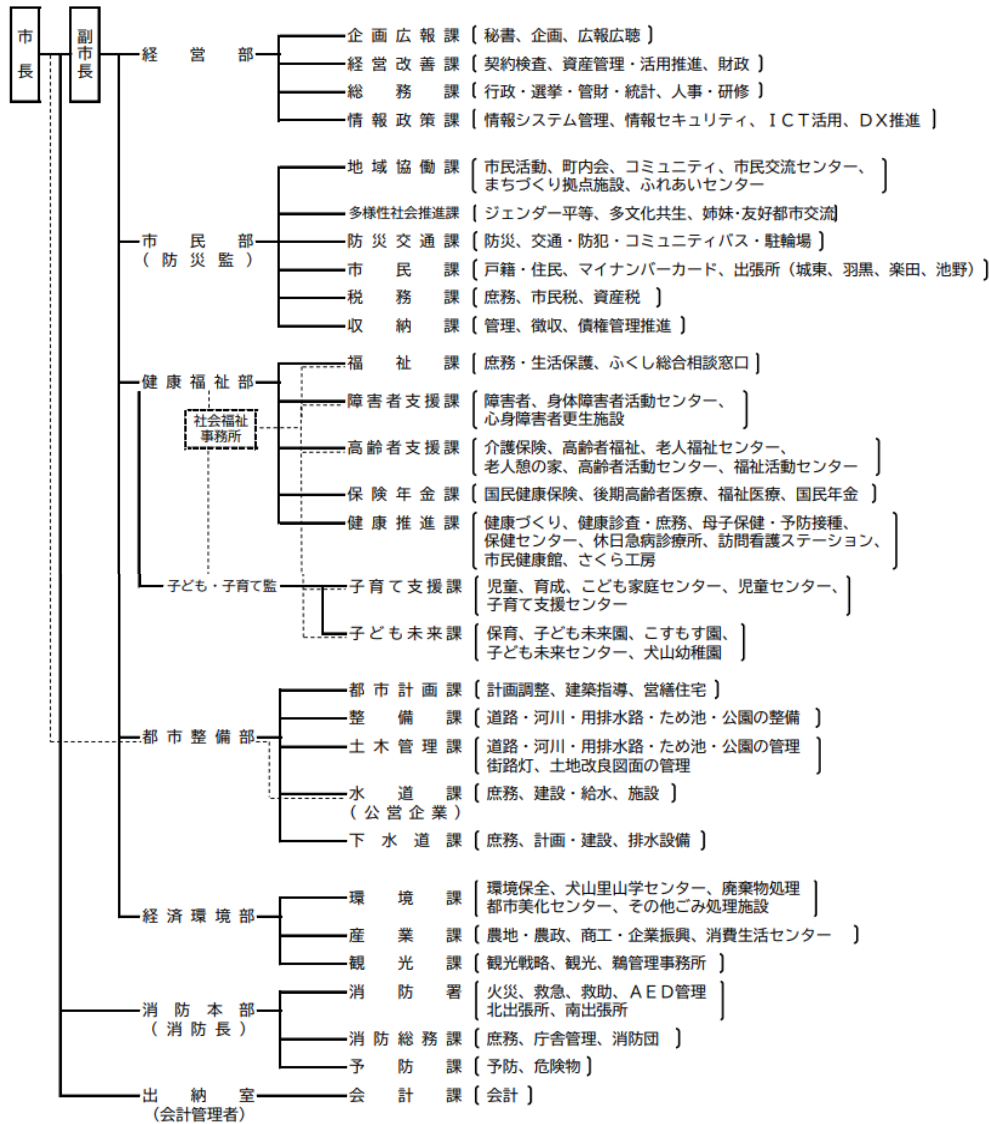 市長
副市長
経営部
企画広報課〔秘書、企画、広報広聴〕
経営改善課〔契約検査、資産管理・活用推進、財政〕
総務課〔行政・選挙・管財・統計、人事・研修〕
情報政策課〔情報システム管理、情報セキュリティ、ICT活用、DX推進〕
市民部
(防災監)
地域協働課〔市民活動、町内会、コミュニティ、市民交流センター、
まちづくり拠点施設、ふれあいセンター〕
多様性社会推進課〔ジェンダー平等、多文化共生、姉妹・友好都市交流〕
防災交通課〔防災、交通・防犯・コミュニティバス・駐輪場〕
市民課〔戸籍・住民、マイナンバーカード、出張所（城東、羽黒、楽田、池野）〕
税務課〔庶務、市民税、資産税〕
収納課〔管理、徴収、債権管理推進〕
健康福祉部
社会福祉
事務所
福祉課〔庶務・生活保護、ふくし総合相談窓口〕
障害者支援課〔障害者、身体障害者活動センター、
心身障害者更生施設〕
高齢者支援課〔介護保険、高齢者福祉、老人福祉センター、
老人憩の家、高齢者活動センター、福祉活動センター〕
保険年金課〔国民健康保険、後期高齢者医療、福祉医療、国民年金〕
健康推進課〔健康づくり、健康診査・庶務、母子保健・予防接種、
保健センター、休日急病診療所、訪問看護ステーション、
市民健康館、さくら工房〕
子ども・子育て監
子育て支援課〔児童、育成、こども家庭センター、児童センター、
子育て支援センター〕
子ども未来課〔保育、子ども未来園、こすもす園、
子ども未来センター、犬山幼稚園〕
都市整備部
都市計画課〔計画調整、建築指導、営繕住宅〕
整備課〔道路・河川・用排水路・ため池・公園の整備〕
土木管理課〔道路・河川・用排水路・ため池・公園の管理
街路灯、土地改良図面の管理〕
水道課〔庶務、建設・給水、施設〕
(公営企業)
下水道課〔庶務、計画・建設、排水設備〕
経済環境部
環境課〔環境保全、犬山里山学センター、廃棄物処理
都市美化センター、その他ごみ処理施設〕
産業課〔農地・農政、商工・企業振興、消費生活センター〕
観光課〔観光戦略、観光、鵜管理事務所〕
消防本部
(消防長)
消防署〔火災、救急、救助、AED管理
北出張所、南出張所〕
消防総務課〔庶務、庁舎管理、消防団〕
予防課〔予防、危険物〕
出納室
(会計管理者)
会計課〔会計〕